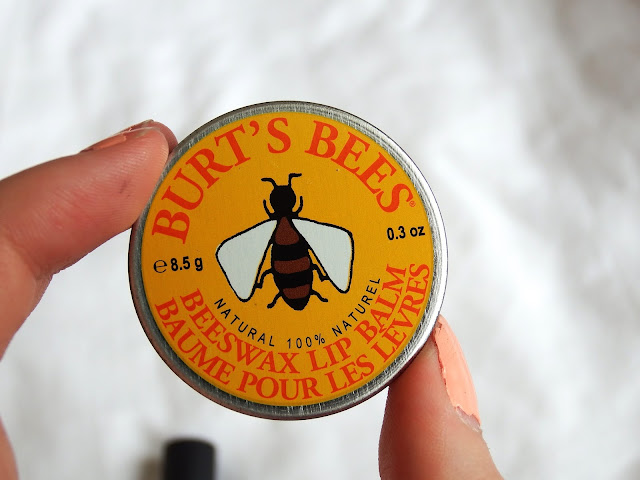 BURT'S BEES®
℮ 8.5 g
0.3 oz
NATURAL 100% NATUREL
BEESWAX LIP BALM
BAUME POUR LES LÈVRES